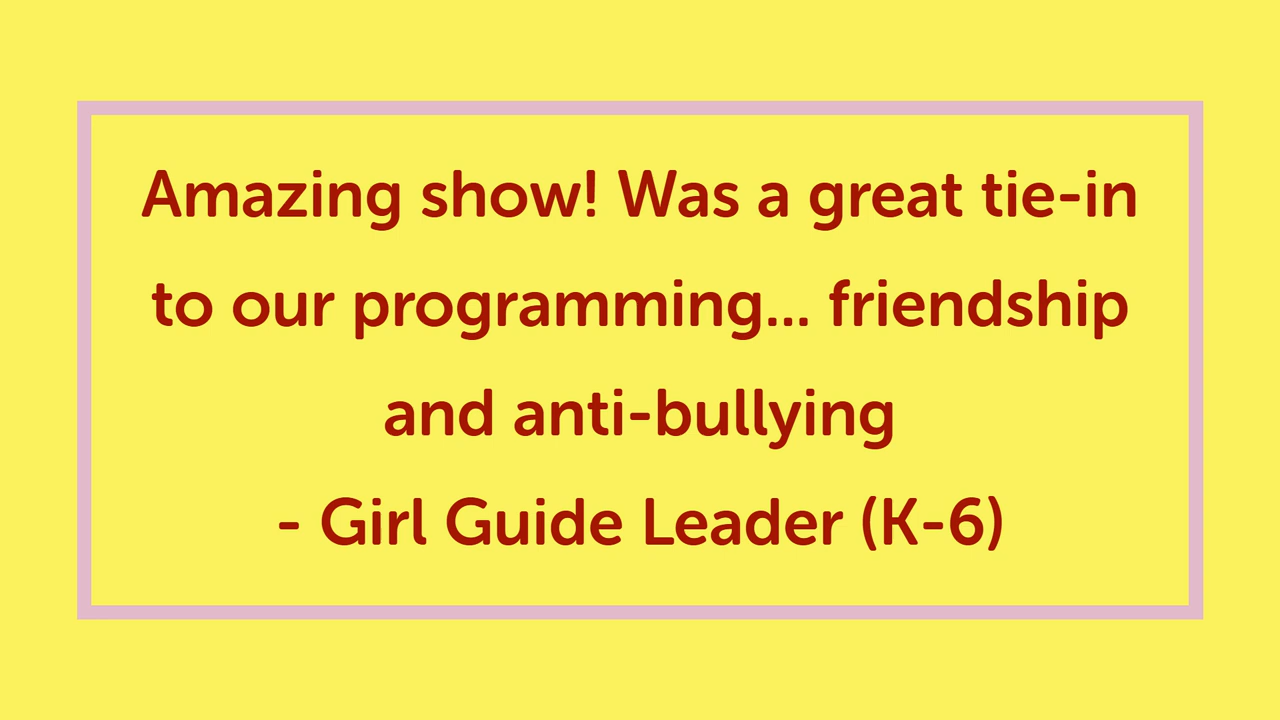 Amazing show! Was a great tie-in
to our programming... friendship
and anti-bullying
- Girl Guide Leader (K-6)